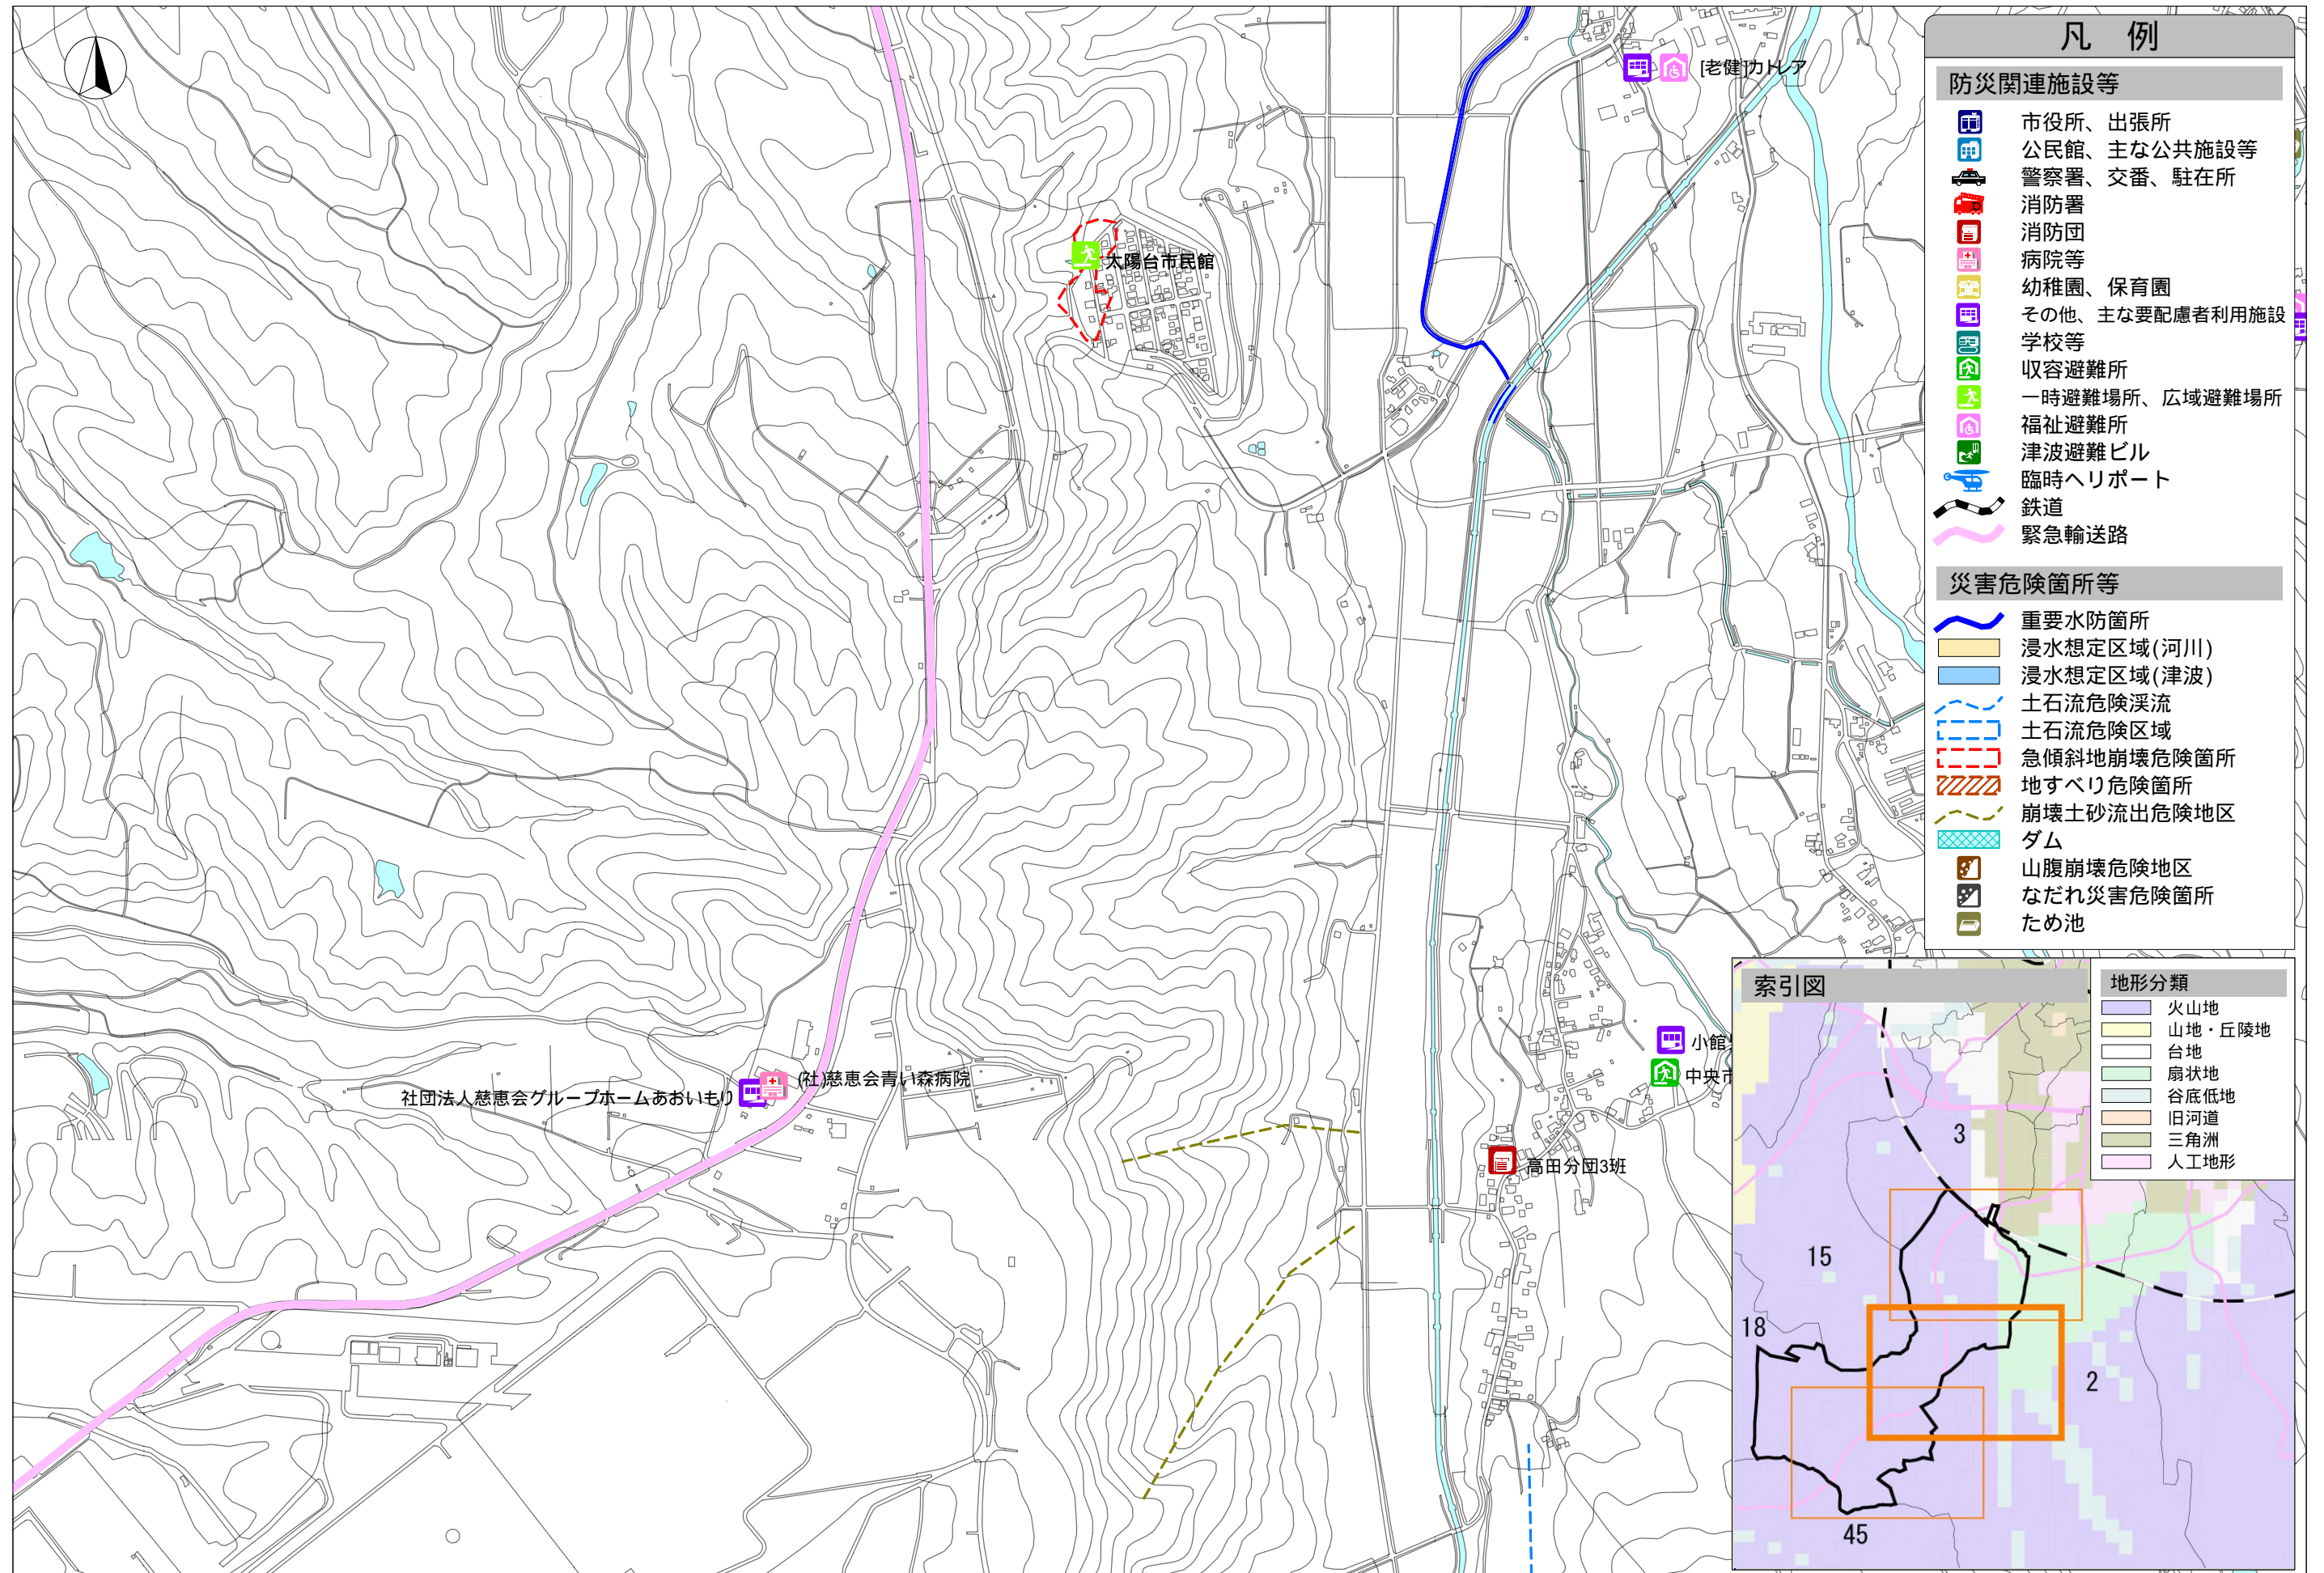 [老健]カトレア
太陽台市民館
小館
中央市
(社)慈恵会青い森病院
社団法人慈恵会グループホームあおいもり
高田分団3班
凡 例
防災関連施設等
市役所、出張所
公民館、主な公共施設等
警察署、交番、駐在所
消防署
消防団
病院等
幼稚園、保育園
その他、主な要配慮者利用施設
学校等
収容避難所
一時避難場所、広域避難場所
福祉避難所
津波避難ビル
臨時ヘリポート
鉄道
緊急輸送路
災害危険箇所等
重要水防箇所
浸水想定区域(河川)
浸水想定区域(津波)
土石流危険渓流
土石流危険区域
急傾斜地崩壊危険箇所
地すべり危険箇所
崩壊土砂流出危険地区
ダム
山腹崩壊危険地区
なだれ災害危険箇所
ため池
索引図
3
15
18
2
45
地形分類
火山地
山地・丘陵地
台地
扇状地
谷底低地
旧河道
三角洲
人工地形